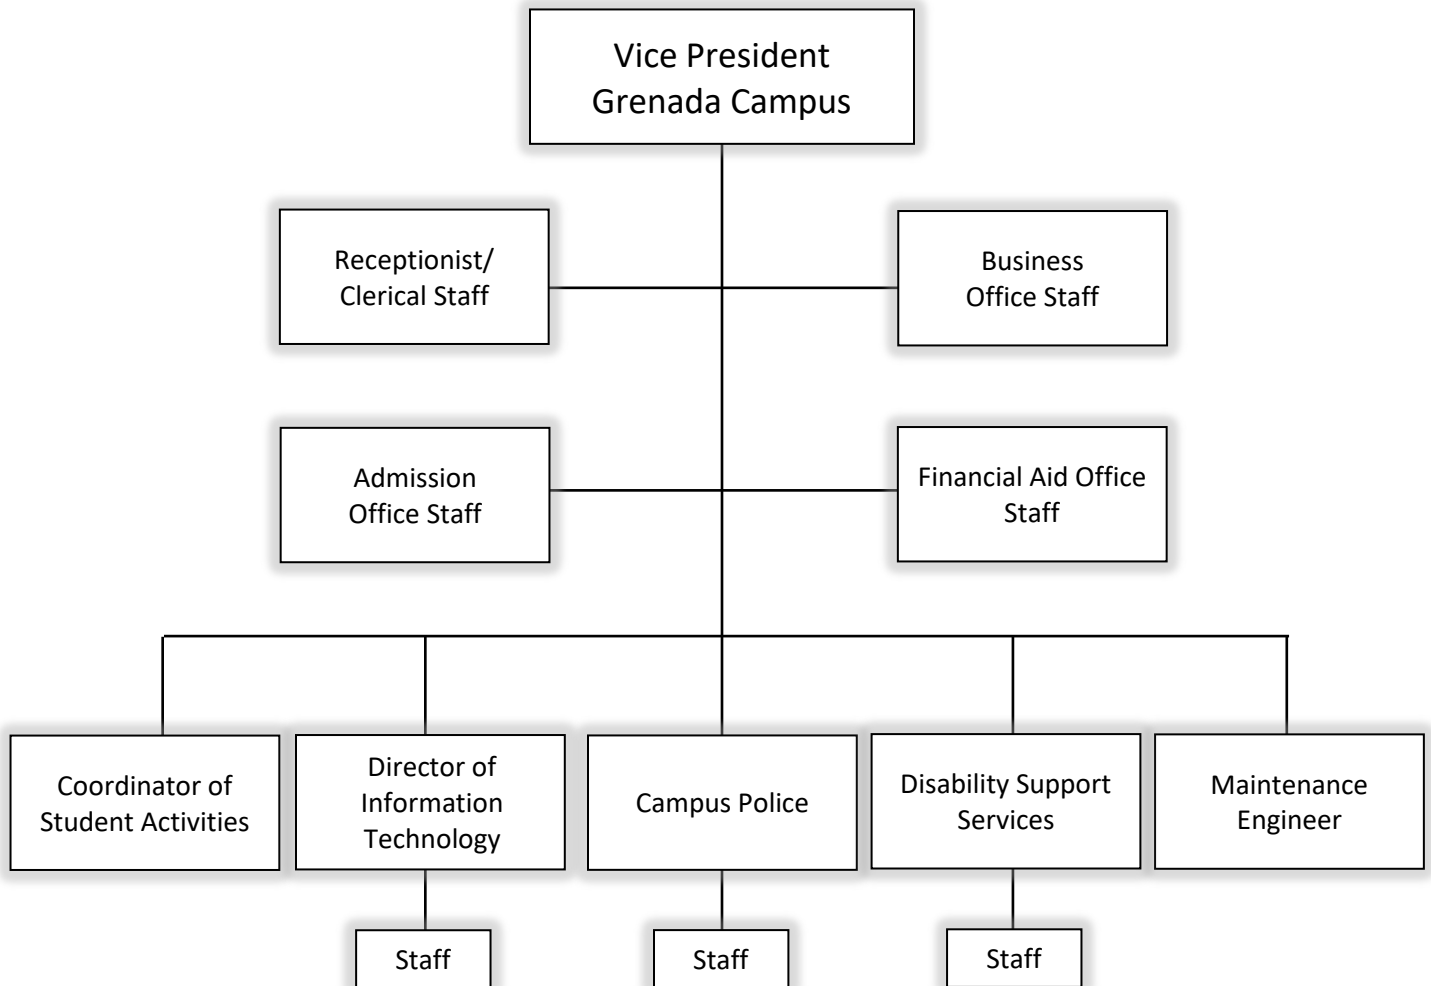 Vice President
Grenada Campus
Receptionist/
Clerical Staff
Business
Office Staff
Admission
Office Staff
Financial Aid Office
Staff
Coordinator of
Student Activities
Director of
Information
Technology
Campus Police
Disability Support
Services
Maintenance
Engineer
Staff
Staff
Staff